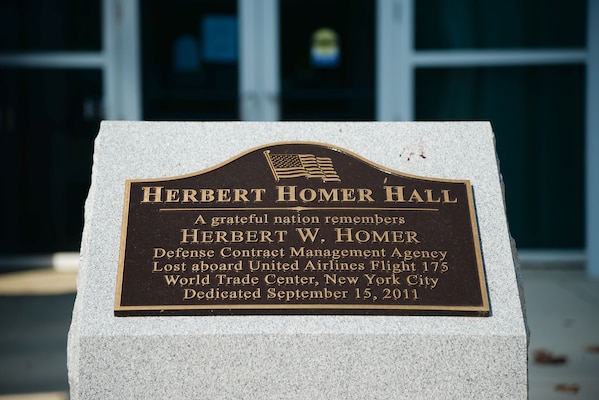 HERBERT HOMER HALL
A grateful nation remembers
HERBERT W. HOMER
Defense Contract Management Agency
Lost aboard United Airlines Flight 175
World Trade Center, New York City
Dedicated September 15, 2011